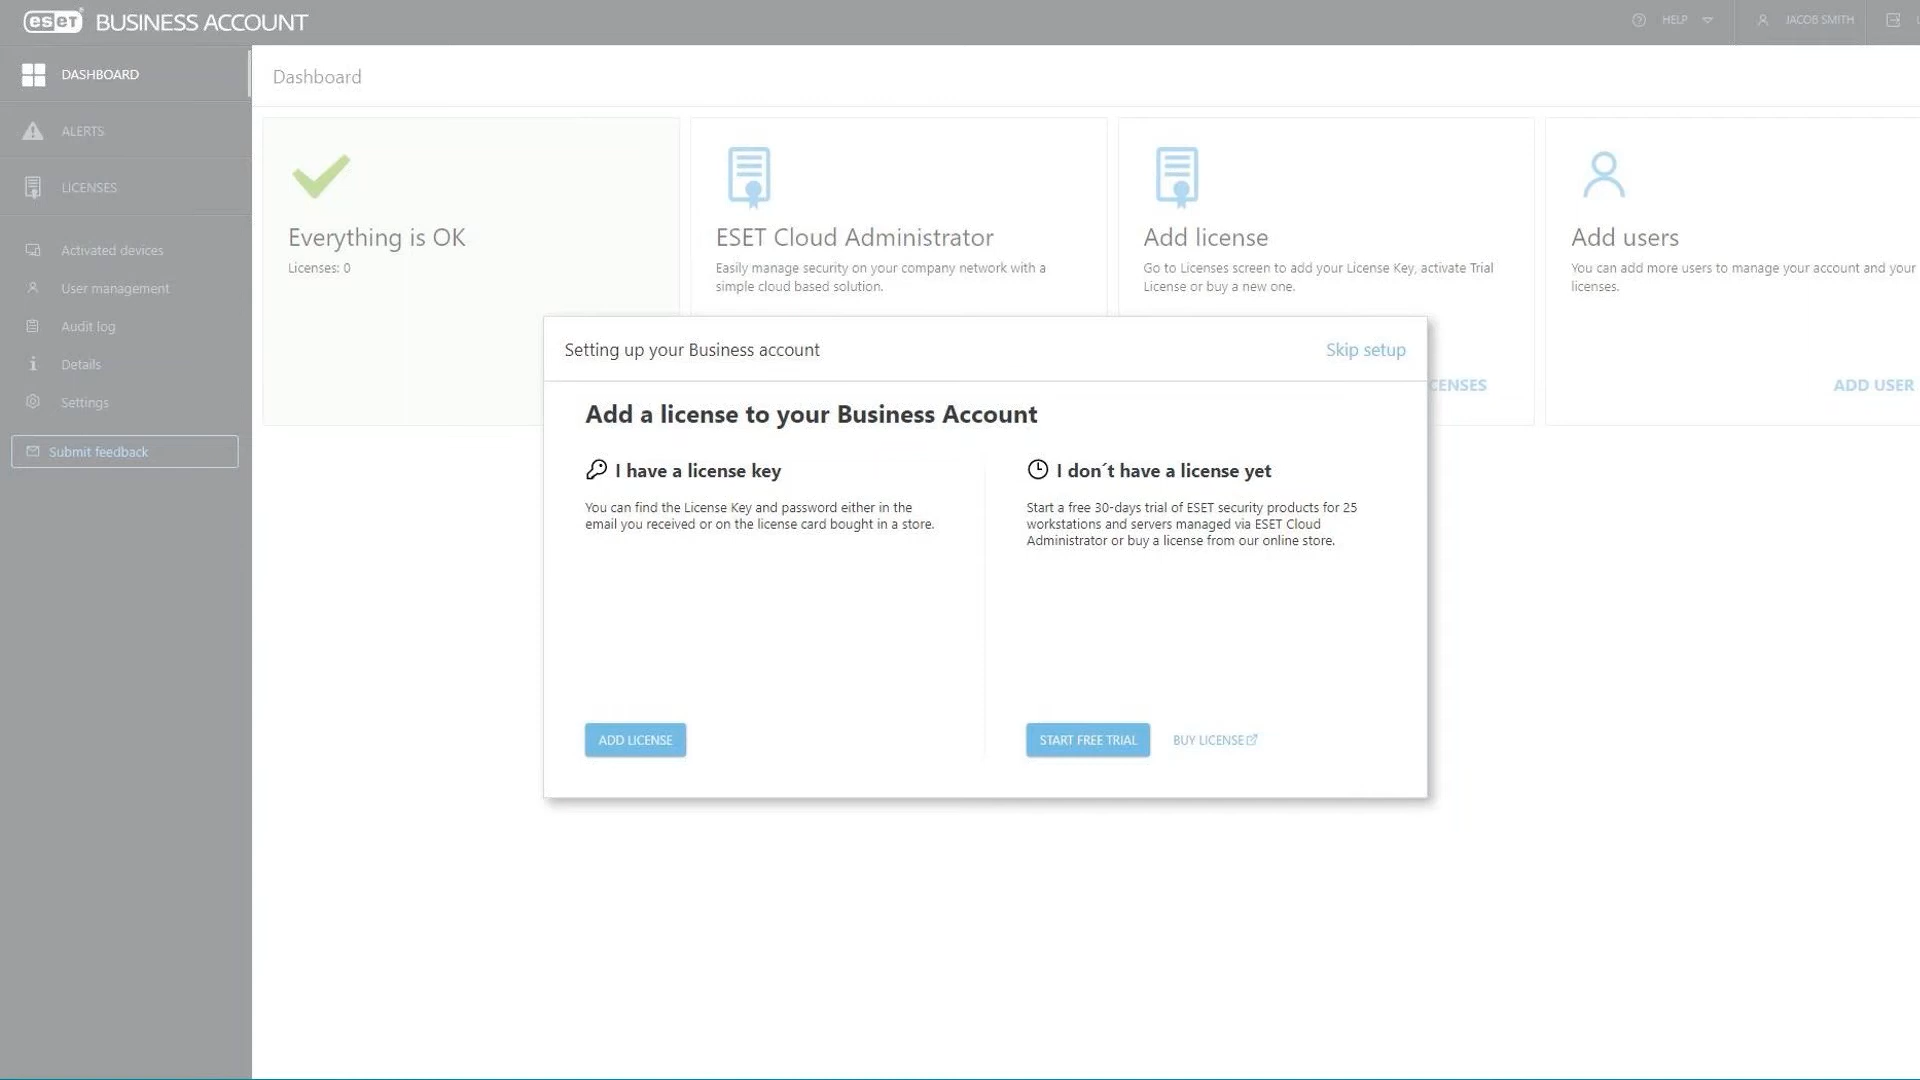 eseT BUSINESS ACCOUNT
HELP
JACOB SMITH
DASHBOARD
ALERTS
LICENSES
Activated devices
User management
Audit log
Details
Settings
Submit feedback
Dashboard
Everything is OK
Licenses: 0
ESET Cloud Administrator
Easily manage security on your company network with a
simple cloud based solution.
Add license
Go to Licenses screen to add your License Key, activate Trial
License or buy a new one.
CENSES
Add users
You can add more users to manage your account and your
licenses.
ADD USER
Setting up your Business account
Skip setup
Add a license to your Business Account
I have a license key
You can find the License Key and password either in the
email you received or on the license card bought in a store.
ADD LICENSE
I don´t have a license yet
Start a free 30-days trial of ESET security products for 25
workstations and servers managed via ESET Cloud
Administrator or buy a license from our online store.
START FREE TRIAL
BUY LICENSE